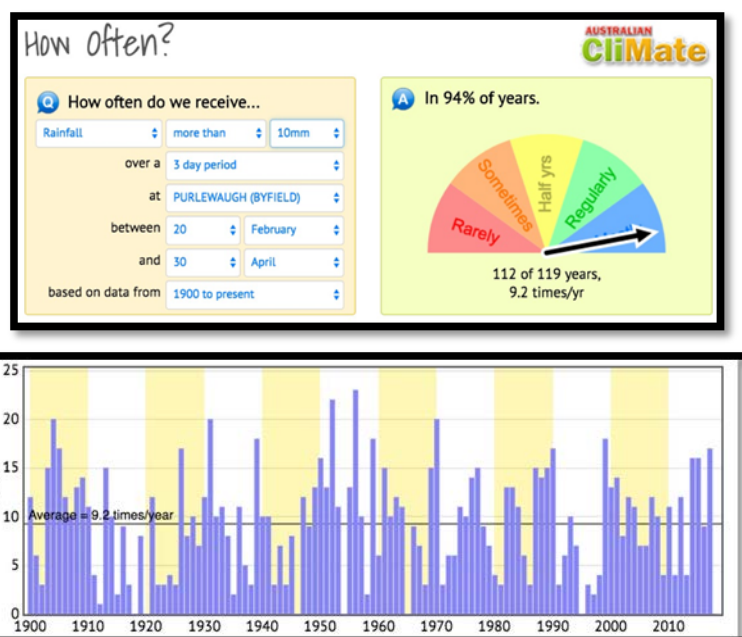 How often?
AUSTRALIAN
CliMate
Q How often do we receive...
Rainfall more than 10mm
over a 3 day period
at PURLEWAUGH (BYFIELD)
between 20 February
and 30 April
based on data from 1900 to present
A In 94% of years.
Rarely
Sometimes
Half yrs
Regularly
112 of 119 years,
9.2 times/yr
25
20
15
10
5
0
Average = 9.2 times/year
1900 1910 1920 1930 1940 1950 1960 1970 1980 1990 2000 2010